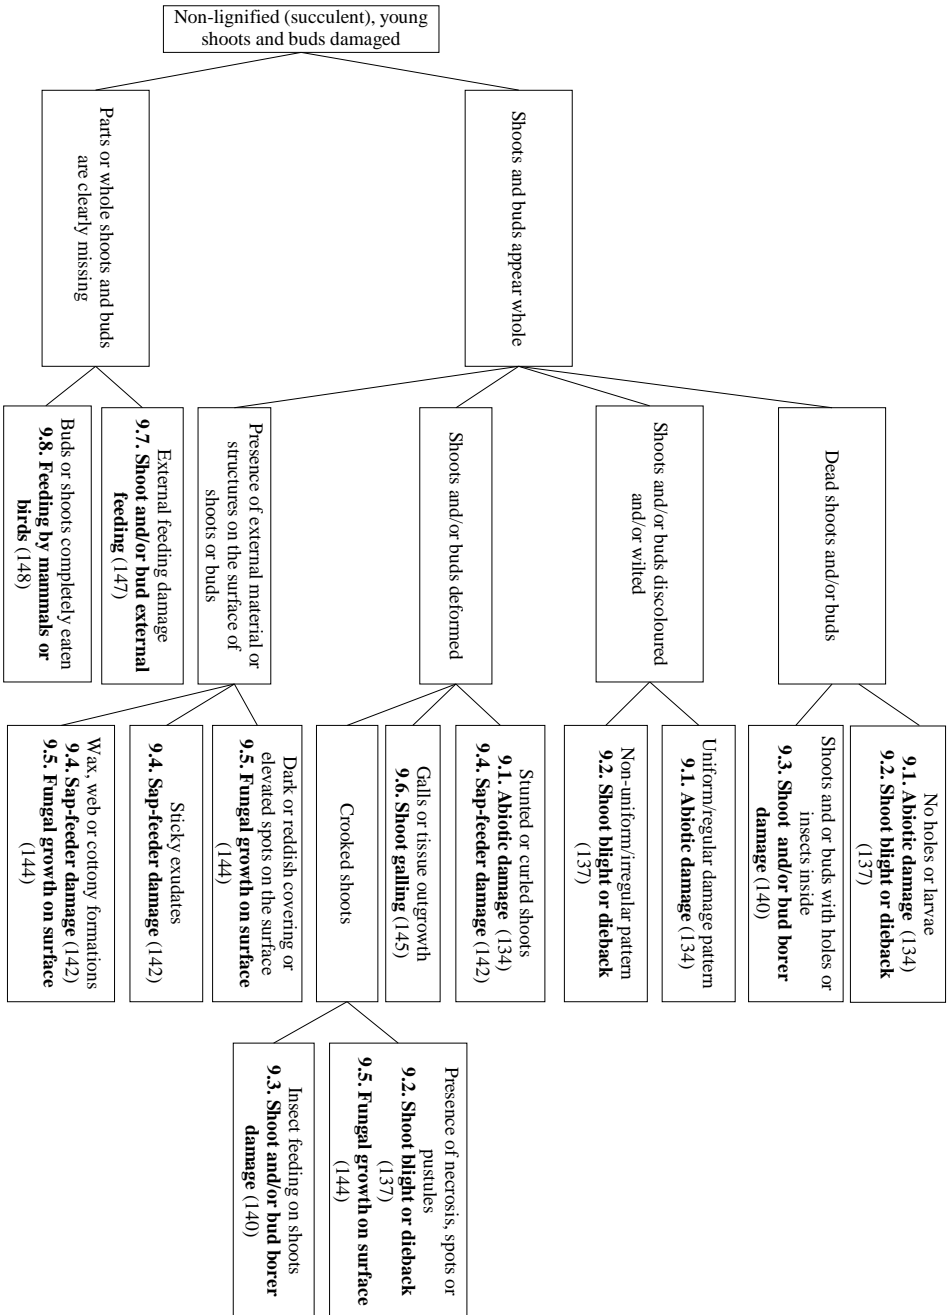 Non-lignified (succulent), young
shoots and buds damaged
Shoots and buds appear whole
Parts or whole shoots and buds
are clearly missing
Dead shoots and/or buds
Shoots and/or buds discoloured
and/or wilted
Shoots and/or buds deformed
Presence of external material or
structures on the surface of
shoots or buds
External feeding damage
9.7. Shoot and/or bud external
feeding (147)
Buds or shoots completely eaten
9.8. Feeding by mammals or
birds (148)
No holes or larvae
9.1. Abiotic damage (134)
9.2. Shoot blight or dieback
(137)
Shoots and or buds with holes or
insects inside
9.3. Shoot and/or bud borer
damage (140)
Uniform/regular damage pattern
9.1. Abiotic damage (134)
Non-uniform/irregular pattern
9.2. Shoot blight or dieback
(137)
Stunted or curled shoots
9.1. Abiotic damage (134)
9.4. Sap-feeder damage (142)
Galls or tissue outgrowth
9.6. Shoot galling (145)
Crooked shoots
Dark or reddish covering or
elevated spots on the surface
9.5. Fungal growth on surface
(144)
Sticky exudates
9.4. Sap-feeder damage (142)
Wax, web or cottony formations
9.4. Sap-feeder damage (142)
9.5. Fungal growth on surface
(144)
Presence of necrosis, spots or
pustules
9.2. Shoot blight or dieback
(137)
9.5. Fungal growth on surface
(144)
Insect feeding on shoots
9.3. Shoot and/or bud borer
damage (140)